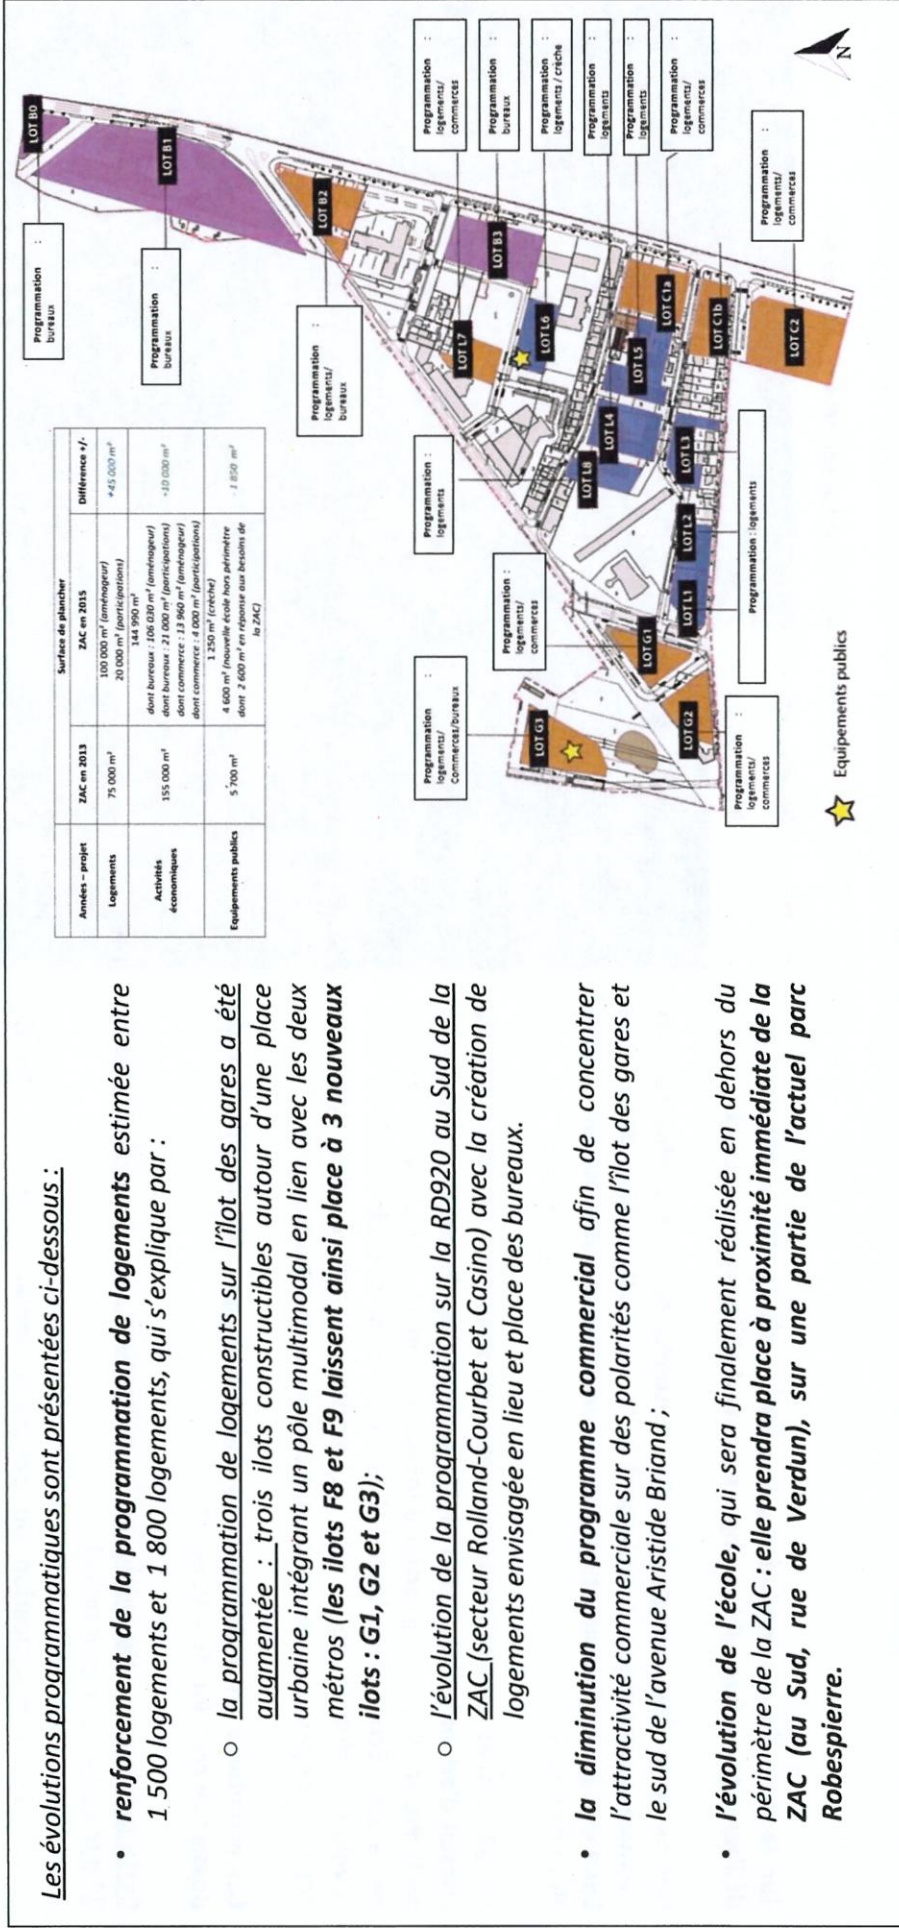 Les évolutions programmatiques sont présentées ci-dessous :
• renforcement de la programmation de logements estimée entre
1 500 logements et 1 800 logements, qui s'explique par :
○ la programmation de logements sur l'îlot des gares a été
augmentée : trois ilots constructibles autour d'une place
urbaine intégrant un pôle multimodal en lien avec les deux
métros (les ilots F8 et F9 laissent ainsi place à 3 nouveaux
ilots : G1, G2 et G3);
○ l'évolution de la programmation sur la RD920 au Sud de la
ZAC (secteur Rolland-Courbet et Casino) avec la création de
logements envisagée en lieu et place des bureaux.
• la diminution du programme commercial afin de concentrer
l'attractivité commerciale sur des polarités comme l'îlot des gares et
le sud de l'avenue Aristide Briand ;
• l'évolution de l'école, qui sera finalement réalisée en dehors du
périmètre de la ZAC : elle prendra place à proximité immédiate de la
ZAC (au Sud, rue de Verdun), sur une partie de l'actuel parc
Robespierre.
Surface de plancher
Années – projet ZAC en 2013 ZAC en 2015 Différence +/-
Logements 75 000 m² 100 000 m² (aménageur) +45 000 m²
20 000 m² (participations)
Activités économiques 155 000 m² 144 990 m² -10 000 m²
dont bureaux : 106 030 m² (aménageur)
dont bureaux : 21 000 m² (participations)
dont commerce : 13 960 m² (aménageur)
dont commerce : 4 000 m² (participations)
Equipements publics 5 700 m² 1 250 m² (crèche) - 1 850 m²
4 600 m² (nouvelle école hors périmètre
dont 2 600 m² en réponse aux besoins de
la ZAC)
Programmation :
bureaux
LOT B0
Programmation :
bureaux
LOT B1
Programmation :
logements/
bureaux
LOT B2
Programmation :
logements/
commerces
LOT L7
Programmation :
bureaux
LOT B3
Programmation :
logements / crèche
LOT L6
Programmation :
logements
LOT L4
Programmation :
logements
LOT L5
Programmation :
logements/
commerces
LOT C1a
LOT C1b
Programmation :
logements/
commerces
LOT C2
Programmation :
logements
LOT L8
Programmation : logements
LOT L1
LOT L2
LOT L3
Programmation :
logements/
commerces
LOT G1
Programmation :
logements/
commerces
LOT G2
Programmation :
logements/
Commerces/bureaux
LOT G3
Equipements publics
N